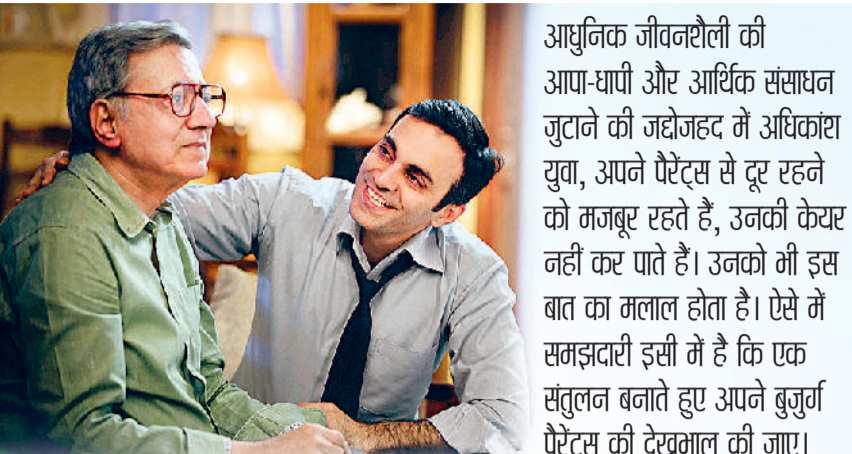 आधुनिक जीवनशैली की
आपा-धापी और आर्थिक संसाधन
जुटाने की जद्दोजहद में अधिकांश
युवा, अपने पैरेंट्स से दूर रहने
को मजबूर रहते हैं, उनकी केयर
नहीं कर पाते हैं। उनको भी इस
बात का मलाल होता है। ऐसे में
समझदारी इसी में है कि एक
संतुलन बनाते हुए अपने बुजुर्ग
पैरेंट्स की देखभाल की जाए।